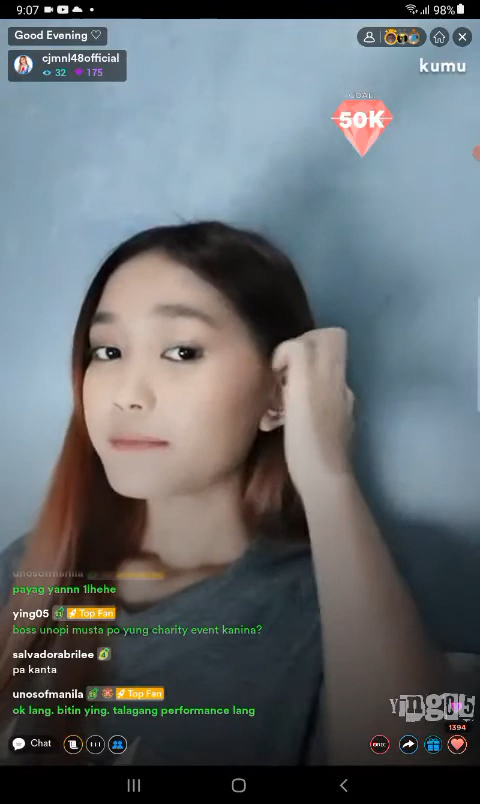 9:07
98%
Good Evening ♡
cjmnl48official
32 175
kumu
GOAL:
50K
unosofmanila
payag yannn 1lhehe
ying05 Top Fan
boss unopi musta po yung charity event kanina?
salvadorabrilee
pa kanta
unosofmanila Top Fan
ok lang. bitin ying. talagang performance lang
Ying05
1394
Chat